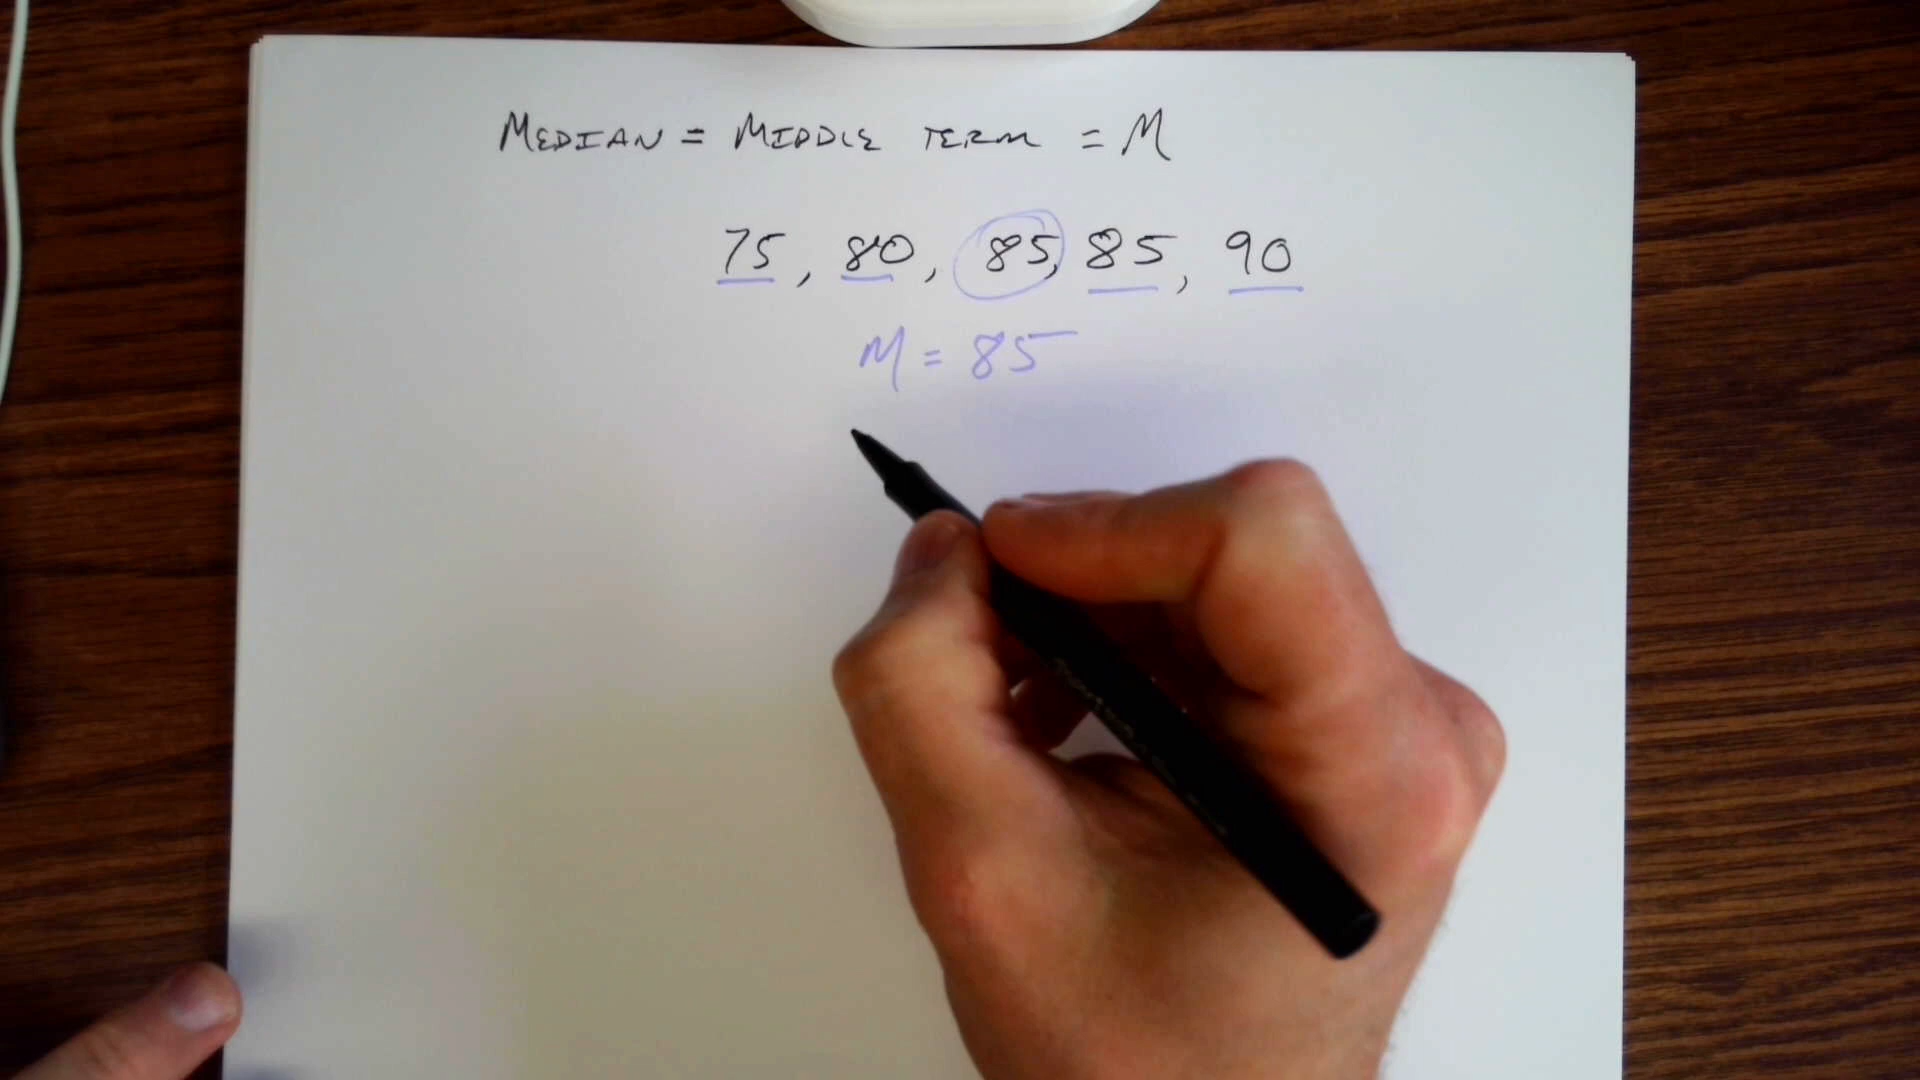 MEDIAN = MIDDLE TERM = M
75, 80, 85, 85, 90
M = 85